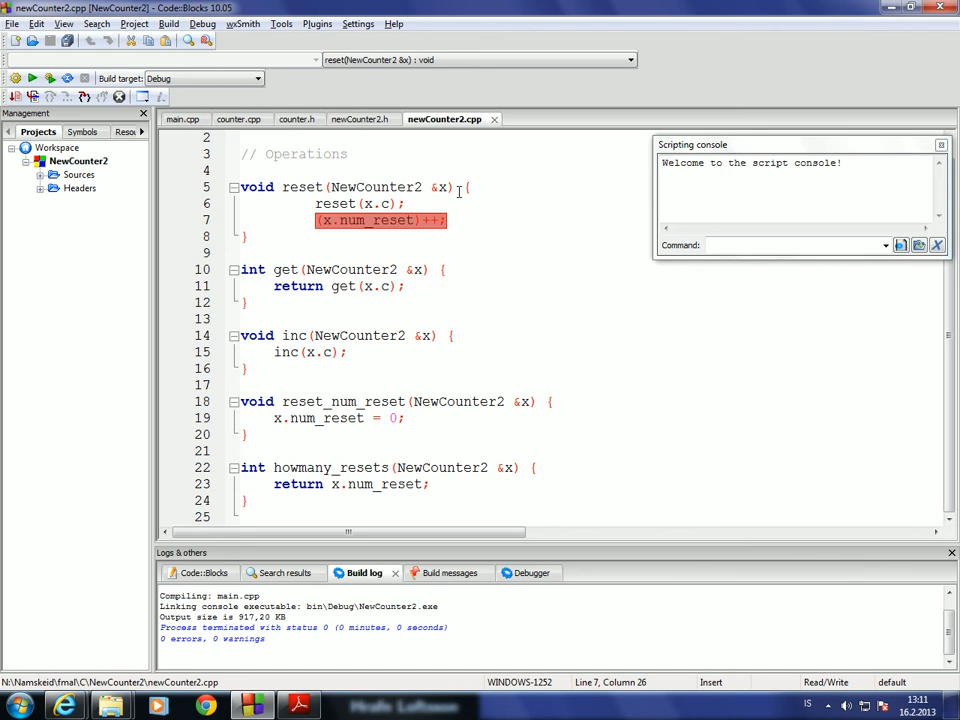 newCounter2.cpp [NewCounter2] - Code::Blocks 10.05
File Edit View Search Project Build Debug wxSmith Tools Plugins Settings Help
reset(NewCounter2 &x) : void
Build target: Debug
Management
Projects Symbols Resou
Workspace
NewCounter2
Sources
Headers
main.cpp counter.cpp counter.h newCounter2.h newCounter2.cpp
2
3 // Operations
4
5 void reset(NewCounter2 &x) {
6 reset(x.c);
7 (x.num_reset)++;
8 }
9
10 int get(NewCounter2 &x) {
11 return get(x.c);
12 }
13
14 void inc(NewCounter2 &x) {
15 inc(x.c);
16 }
17
18 void reset_num_reset(NewCounter2 &x) {
19 x.num_reset = 0;
20 }
21
22 int howmany_resets(NewCounter2 &x) {
23 return x.num_reset;
24 }
25
Scripting console
Welcome to the script console!
Command:
Logs & others
Code::Blocks Search results Build log Build messages Debugger
Compiling: main.cpp
Linking console executable: bin\Debug\NewCounter2.exe
Output size is 917,20 KB
Process terminated with status 0 (0 minutes, 0 seconds)
0 errors, 0 warnings
N:\Namskeid\fmal\C\NewCounter2\newCounter2.cpp WINDOWS-1252 Line 7, Column 26 Insert Read/Write default
Hrafn Loftsson
IS 13:11
16.2.2013